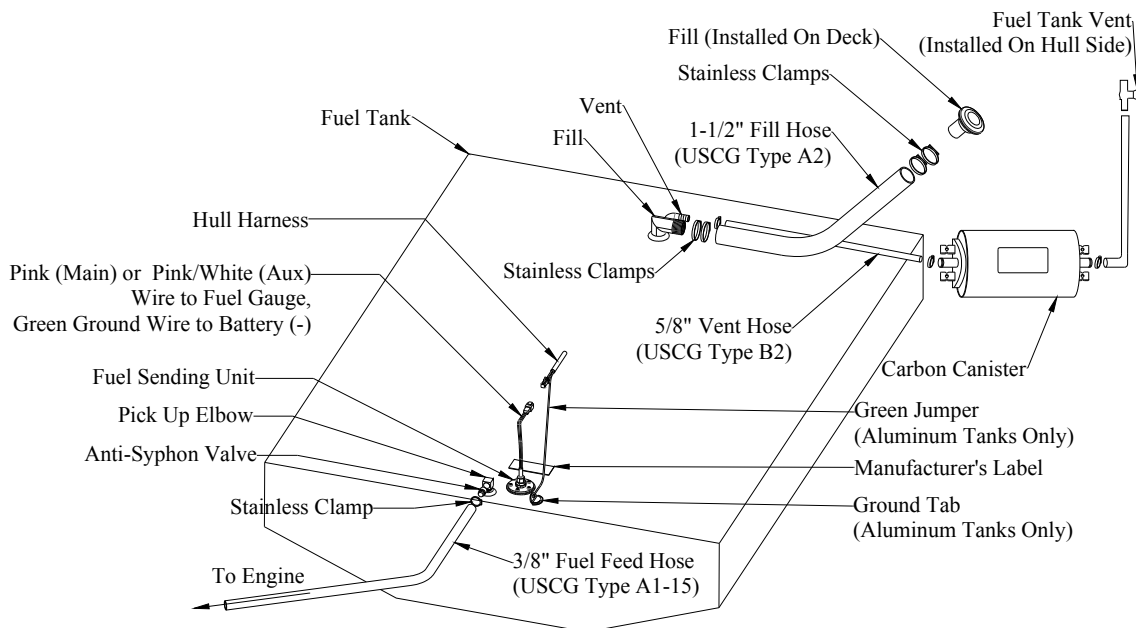 Fuel Tank Vent
(Installed On Hull Side)
Fill (Installed On Deck)
Stainless Clamps
Vent
1-1/2" Fill Hose
(USCG Type A2)
Fuel Tank
Fill
Hull Harness
Stainless Clamps
Pink (Main) or Pink/White (Aux)
Wire to Fuel Gauge,
Green Ground Wire to Battery (-)
5/8" Vent Hose
(USCG Type B2)
Carbon Canister
Fuel Sending Unit
Pick Up Elbow
Anti-Syphon Valve
Stainless Clamp
Green Jumper
(Aluminum Tanks Only)
Manufacturer's Label
Ground Tab
(Aluminum Tanks Only)
3/8" Fuel Feed Hose
(USCG Type A1-15)
To Engine